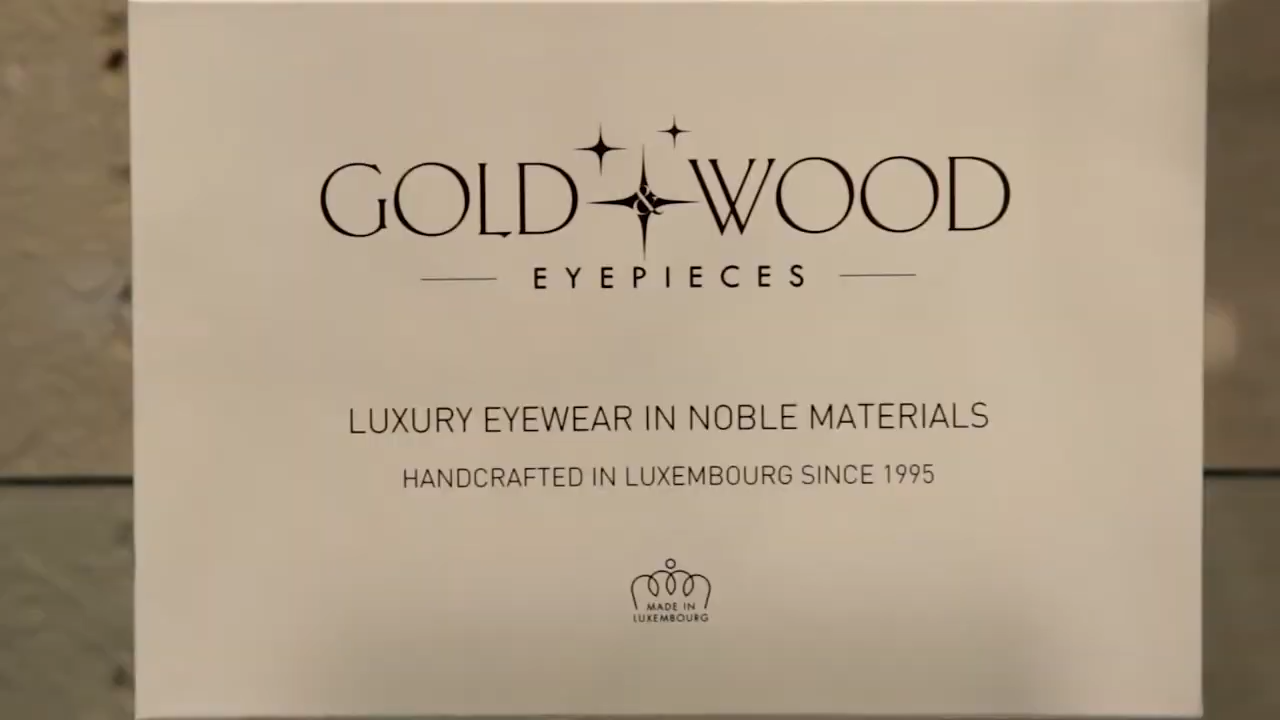 GOLD & WOOD
EYEPIECES
LUXURY EYEWEAR IN NOBLE MATERIALS
HANDCRAFTED IN LUXEMBOURG SINCE 1995
MADE IN
LUXEMBOURG